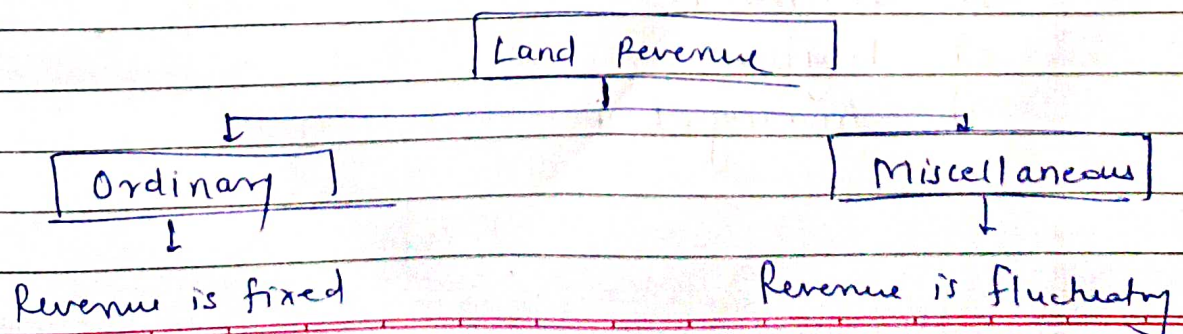 Land Revenue
Ordinary Miscellaneous
Revenue is fixed Revenue is fluctuating